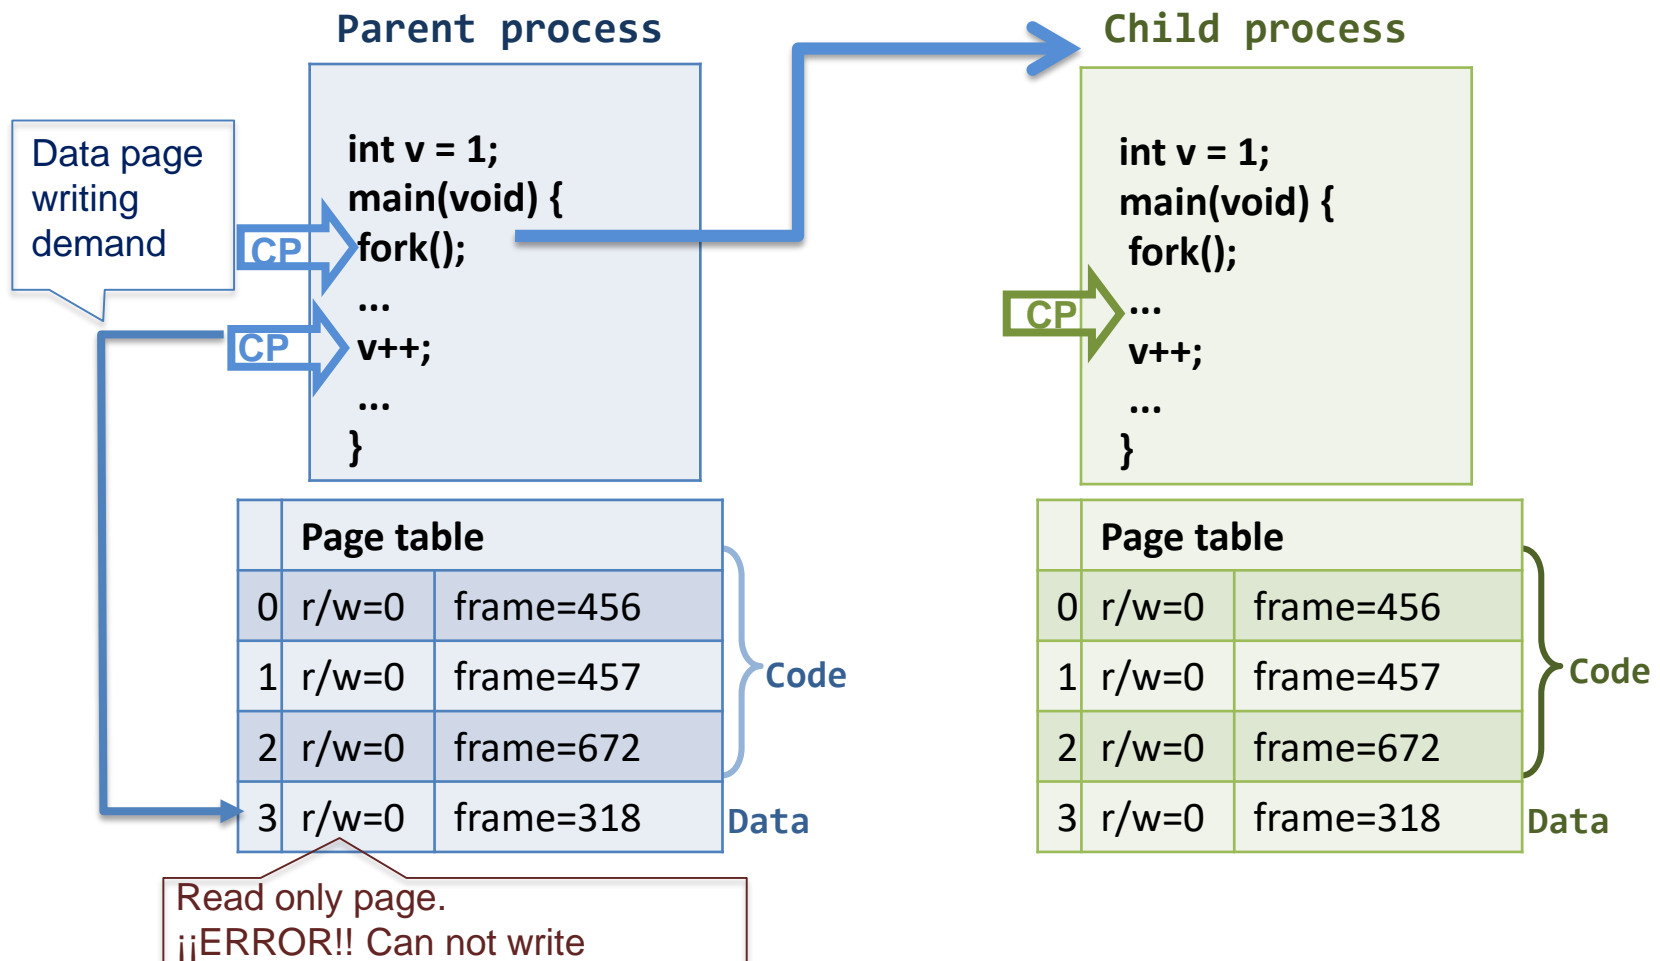 Parent process
Child process
Data page
writing
demand
int v = 1;
main(void) {
CP
fork();
...
CP
v++;
...
}
int v = 1;
main(void) {
fork();
CP
...
v++;
...
}
Page table
0 r/w=0 frame=456
1 r/w=0 frame=457
2 r/w=0 frame=672
3 r/w=0 frame=318
Code
Data
Page table
0 r/w=0 frame=456
1 r/w=0 frame=457
2 r/w=0 frame=672
3 r/w=0 frame=318
Code
Data
Read only page.
¡¡ERROR!! Can not write